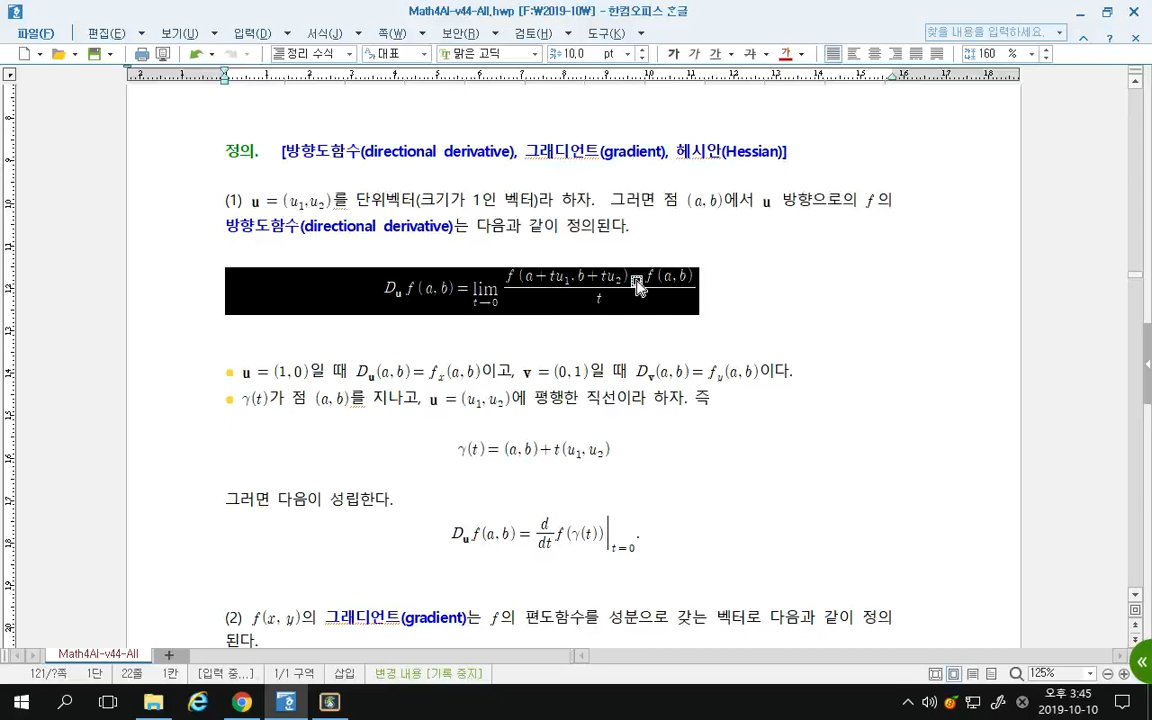 Math4AI-v44-All.hwp [F:₩2019-10₩] - 한컴오피스 한글
파일(F) 편집(E) 보기(U) 입력(D) 서식(J) 쪽(W) 보안(R) 검토(H) 도구(K) 찾을 내용을 입력하세요
정리 수식 대표 맑은 고딕 10.0 pt 가 가 가 과 가 160 %
정의. [방향도함수(directional derivative), 그래디언트(gradient), 헤시안(Hessian)]
(1) u = (u₁,u₂)를 단위벡터(크기가 1인 벡터)라 하자. 그러면 점 (a, b)에서 u 방향으로의 f 의
방향도함수(directional derivative)는 다음과 같이 정의된다.
D_u f (a, b) = lim_{t→0} \frac{f (a+tu₁, b+tu₂) - f (a, b)}{t}
u = (1,0)일 때 D_u(a,b) = f_x(a,b)이고, v = (0,1)일 때 D_v(a,b) = f_y(a,b)이다.
γ(t)가 점 (a, b)를 지나고, u = (u₁, u₂)에 평행한 직선이라 하자. 즉
γ(t) = (a, b)+t(u₁, u₂)
그러면 다음이 성립한다.
D_u f(a, b) = \frac{d}{dt} f(γ(t))|_{t=0}.
(2) f(x, y)의 그래디언트(gradient)는 f의 편도함수를 성분으로 갖는 벡터로 다음과 같이 정의
된다.
Math4AI-v44-All
121/?쪽 1단 22줄 1칸 [입력 중...] 1/1 구역 삽입 변경 내용 [기록 중지] 125%
오후 3:45
2019-10-10